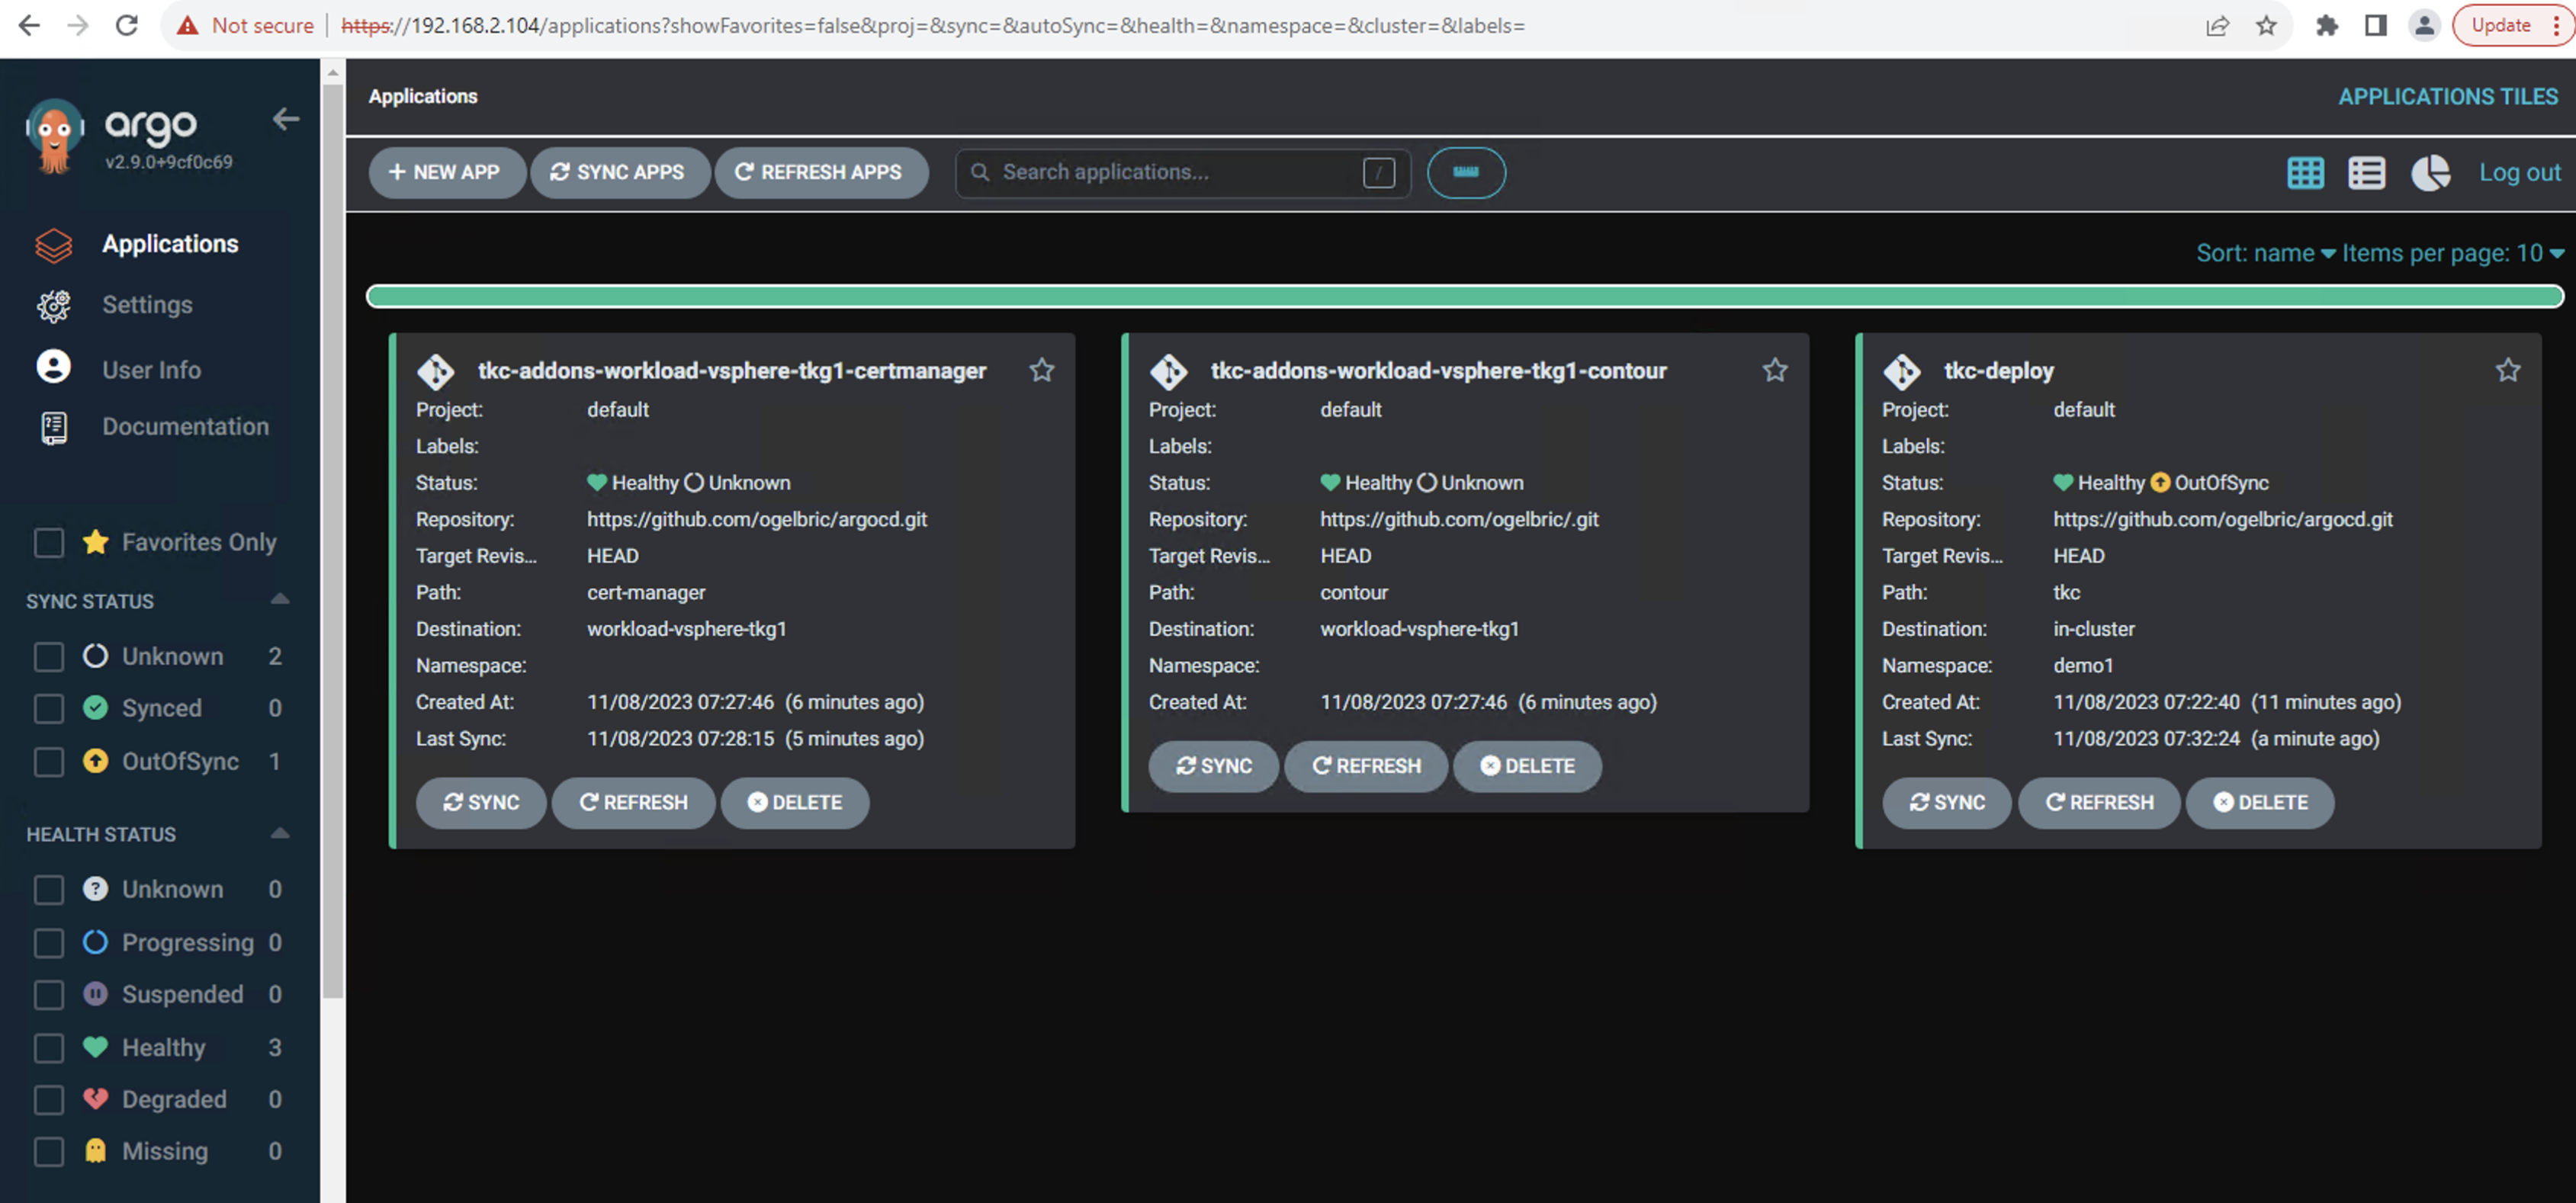 Not secure | https://192.168.2.104/applications?showFavorites=false&proj=&sync=&autoSync=&health=&namespace=&cluster=&labels=
Update
argo
v2.9.0+9cf0c69
Applications
Settings
User Info
Documentation
Favorites Only
SYNC STATUS
Unknown 2
Synced 0
OutOfSync 1
HEALTH STATUS
Unknown 0
Progressing 0
Suspended 0
Healthy 3
Degraded 0
Missing 0
Applications
APPLICATIONS TILES
+ NEW APP SYNC APPS REFRESH APPS Search applications... / Log out
Sort: name Items per page: 10
tkc-addons-workload-vsphere-tkg1-certmanager
Project: default
Labels:
Status: Healthy Unknown
Repository: https://github.com/ogelbric/argocd.git
Target Revis... HEAD
Path: cert-manager
Destination: workload-vsphere-tkg1
Namespace:
Created At: 11/08/2023 07:27:46 (6 minutes ago)
Last Sync: 11/08/2023 07:28:15 (5 minutes ago)
SYNC REFRESH DELETE
tkc-addons-workload-vsphere-tkg1-contour
Project: default
Labels:
Status: Healthy Unknown
Repository: https://github.com/ogelbric/.git
Target Revis... HEAD
Path: contour
Destination: workload-vsphere-tkg1
Namespace:
Created At: 11/08/2023 07:27:46 (6 minutes ago)
SYNC REFRESH DELETE
tkc-deploy
Project: default
Labels:
Status: Healthy OutOfSync
Repository: https://github.com/ogelbric/argocd.git
Target Revis... HEAD
Path: tkc
Destination: in-cluster
Namespace: demo1
Created At: 11/08/2023 07:22:40 (11 minutes ago)
Last Sync: 11/08/2023 07:32:24 (a minute ago)
SYNC REFRESH DELETE